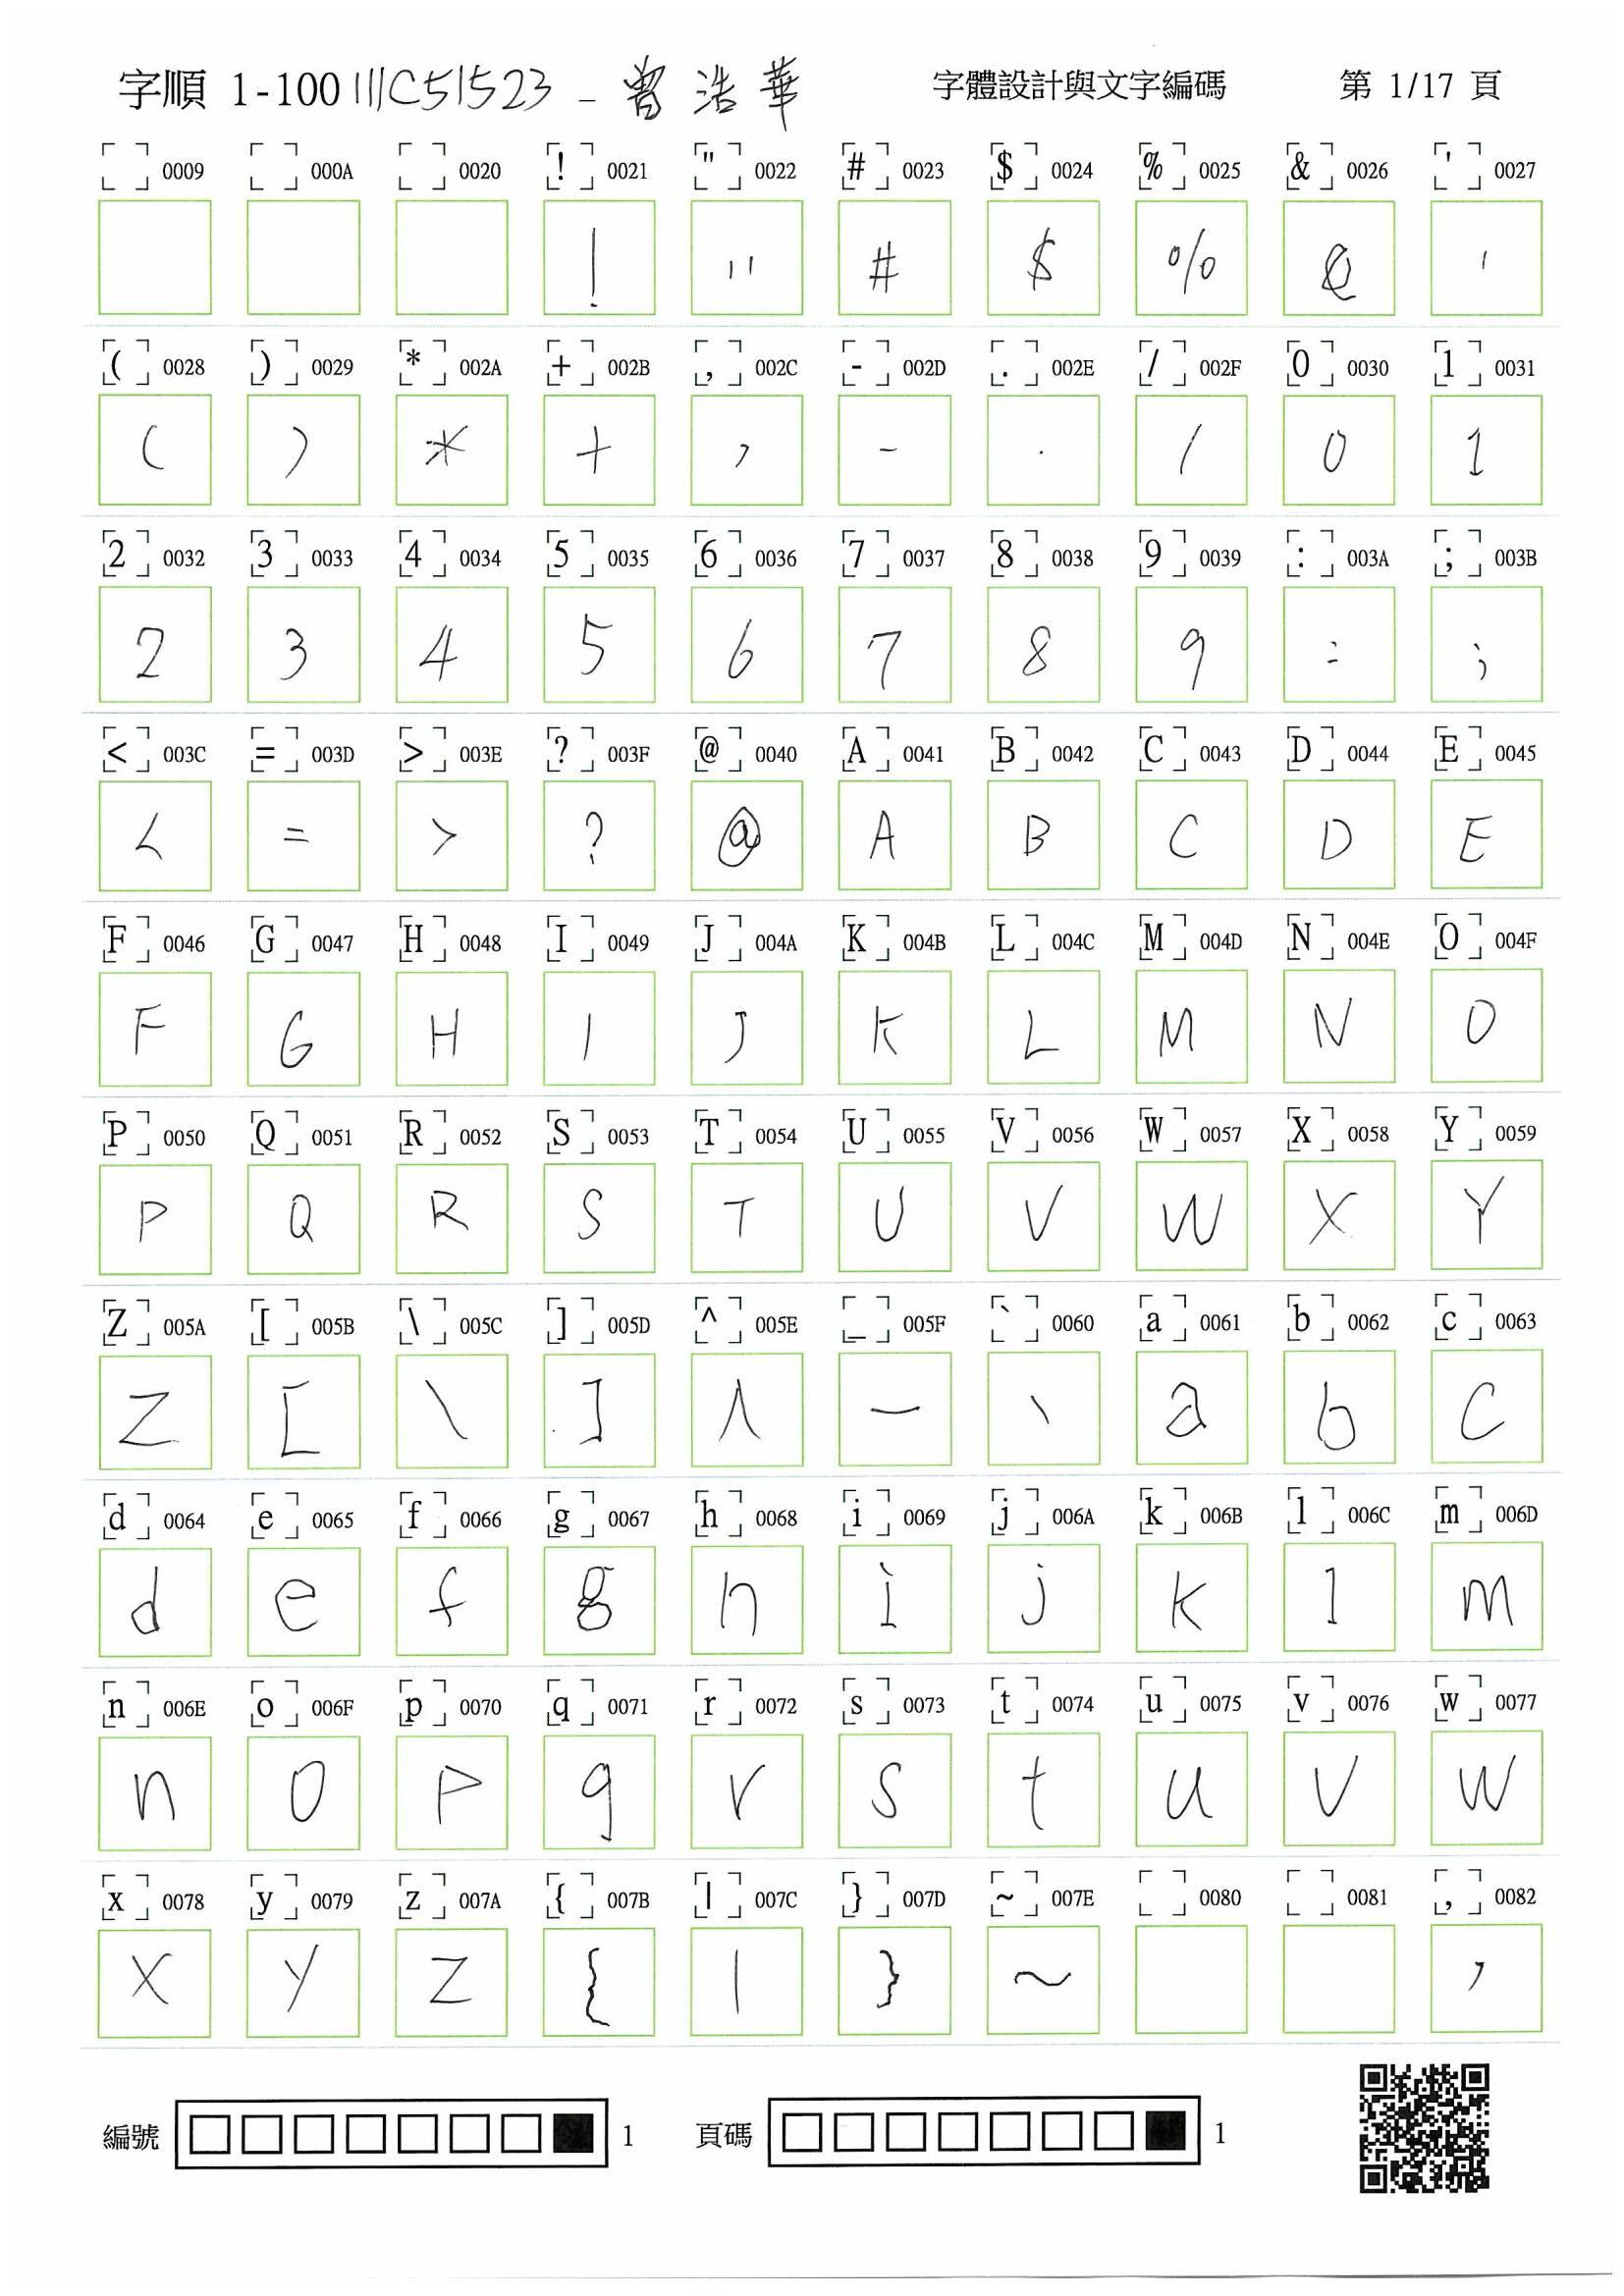 字順 1-100 111C51523 - 曾浩華 字體設計與文字編碼 第 1/17 頁
0009 000A 0020 ! 0021 " 0022 # 0023 $ 0024 % 0025 & 0026 ' 0027
! " # $ % & '
( 0028 ) 0029 * 002A + 002B , 002C - 002D . 002E / 002F 0 0030 1 0031
( ) * + , - . / 0 1
2 0032 3 0033 4 0034 5 0035 6 0036 7 0037 8 0038 9 0039 : 003A ; 003B
2 3 4 5 6 7 8 9 : ;
< 003C = 003D > 003E ? 003F @ 0040 A 0041 B 0042 C 0043 D 0044 E 0045
< = > ? @ A B C D E
F 0046 G 0047 H 0048 I 0049 J 004A K 004B L 004C M 004D N 004E O 004F
F G H I J K L M N O
P 0050 Q 0051 R 0052 S 0053 T 0054 U 0055 V 0056 W 0057 X 0058 Y 0059
P Q R S T U V W X Y
Z 005A [ 005B \ 005C ] 005D ^ 005E _ 005F ` 0060 a 0061 b 0062 c 0063
Z [ \ ] ^ _ ` a b c
d 0064 e 0065 f 0066 g 0067 h 0068 i 0069 j 006A k 006B l 006C m 006D
d e f g h i j k l m
n 006E o 006F p 0070 q 0071 r 0072 s 0073 t 0074 u 0075 v 0076 w 0077
n o p q r s t u v w
x 0078 y 0079 z 007A { 007B | 007C } 007D ~ 007E 0080 0081 , 0082
x y z { | } ~ ,
編號 1 頁碼 1